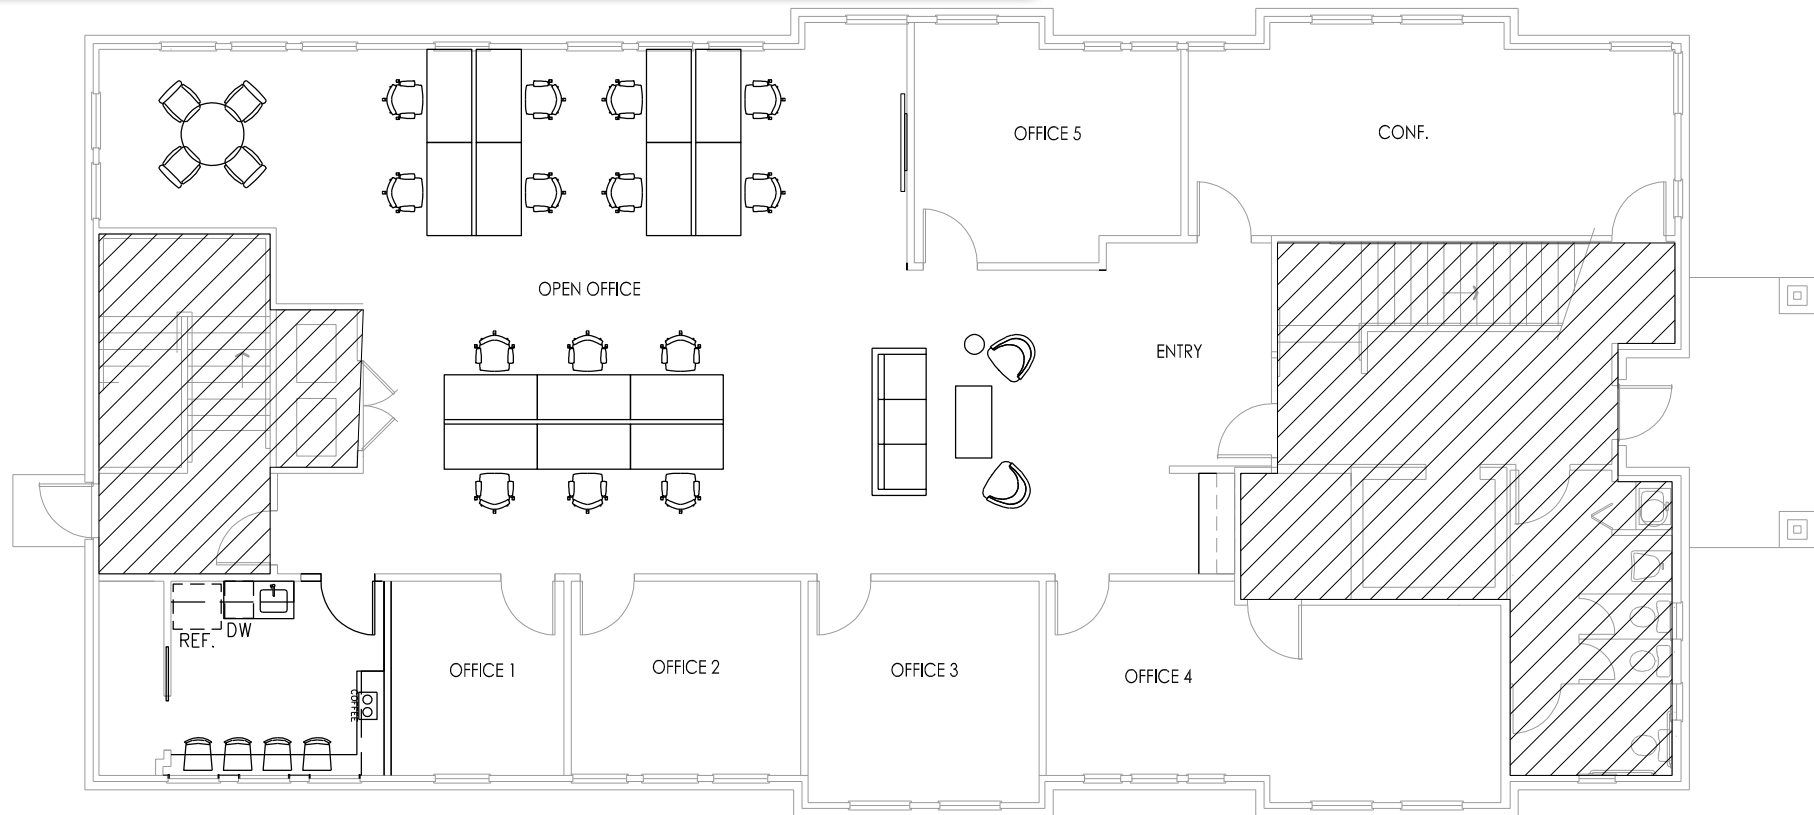 OFFICE 5
CONF.
OPEN OFFICE
ENTRY
REF.
DW
OFFICE 1
OFFICE 2
OFFICE 3
OFFICE 4
COFFEE